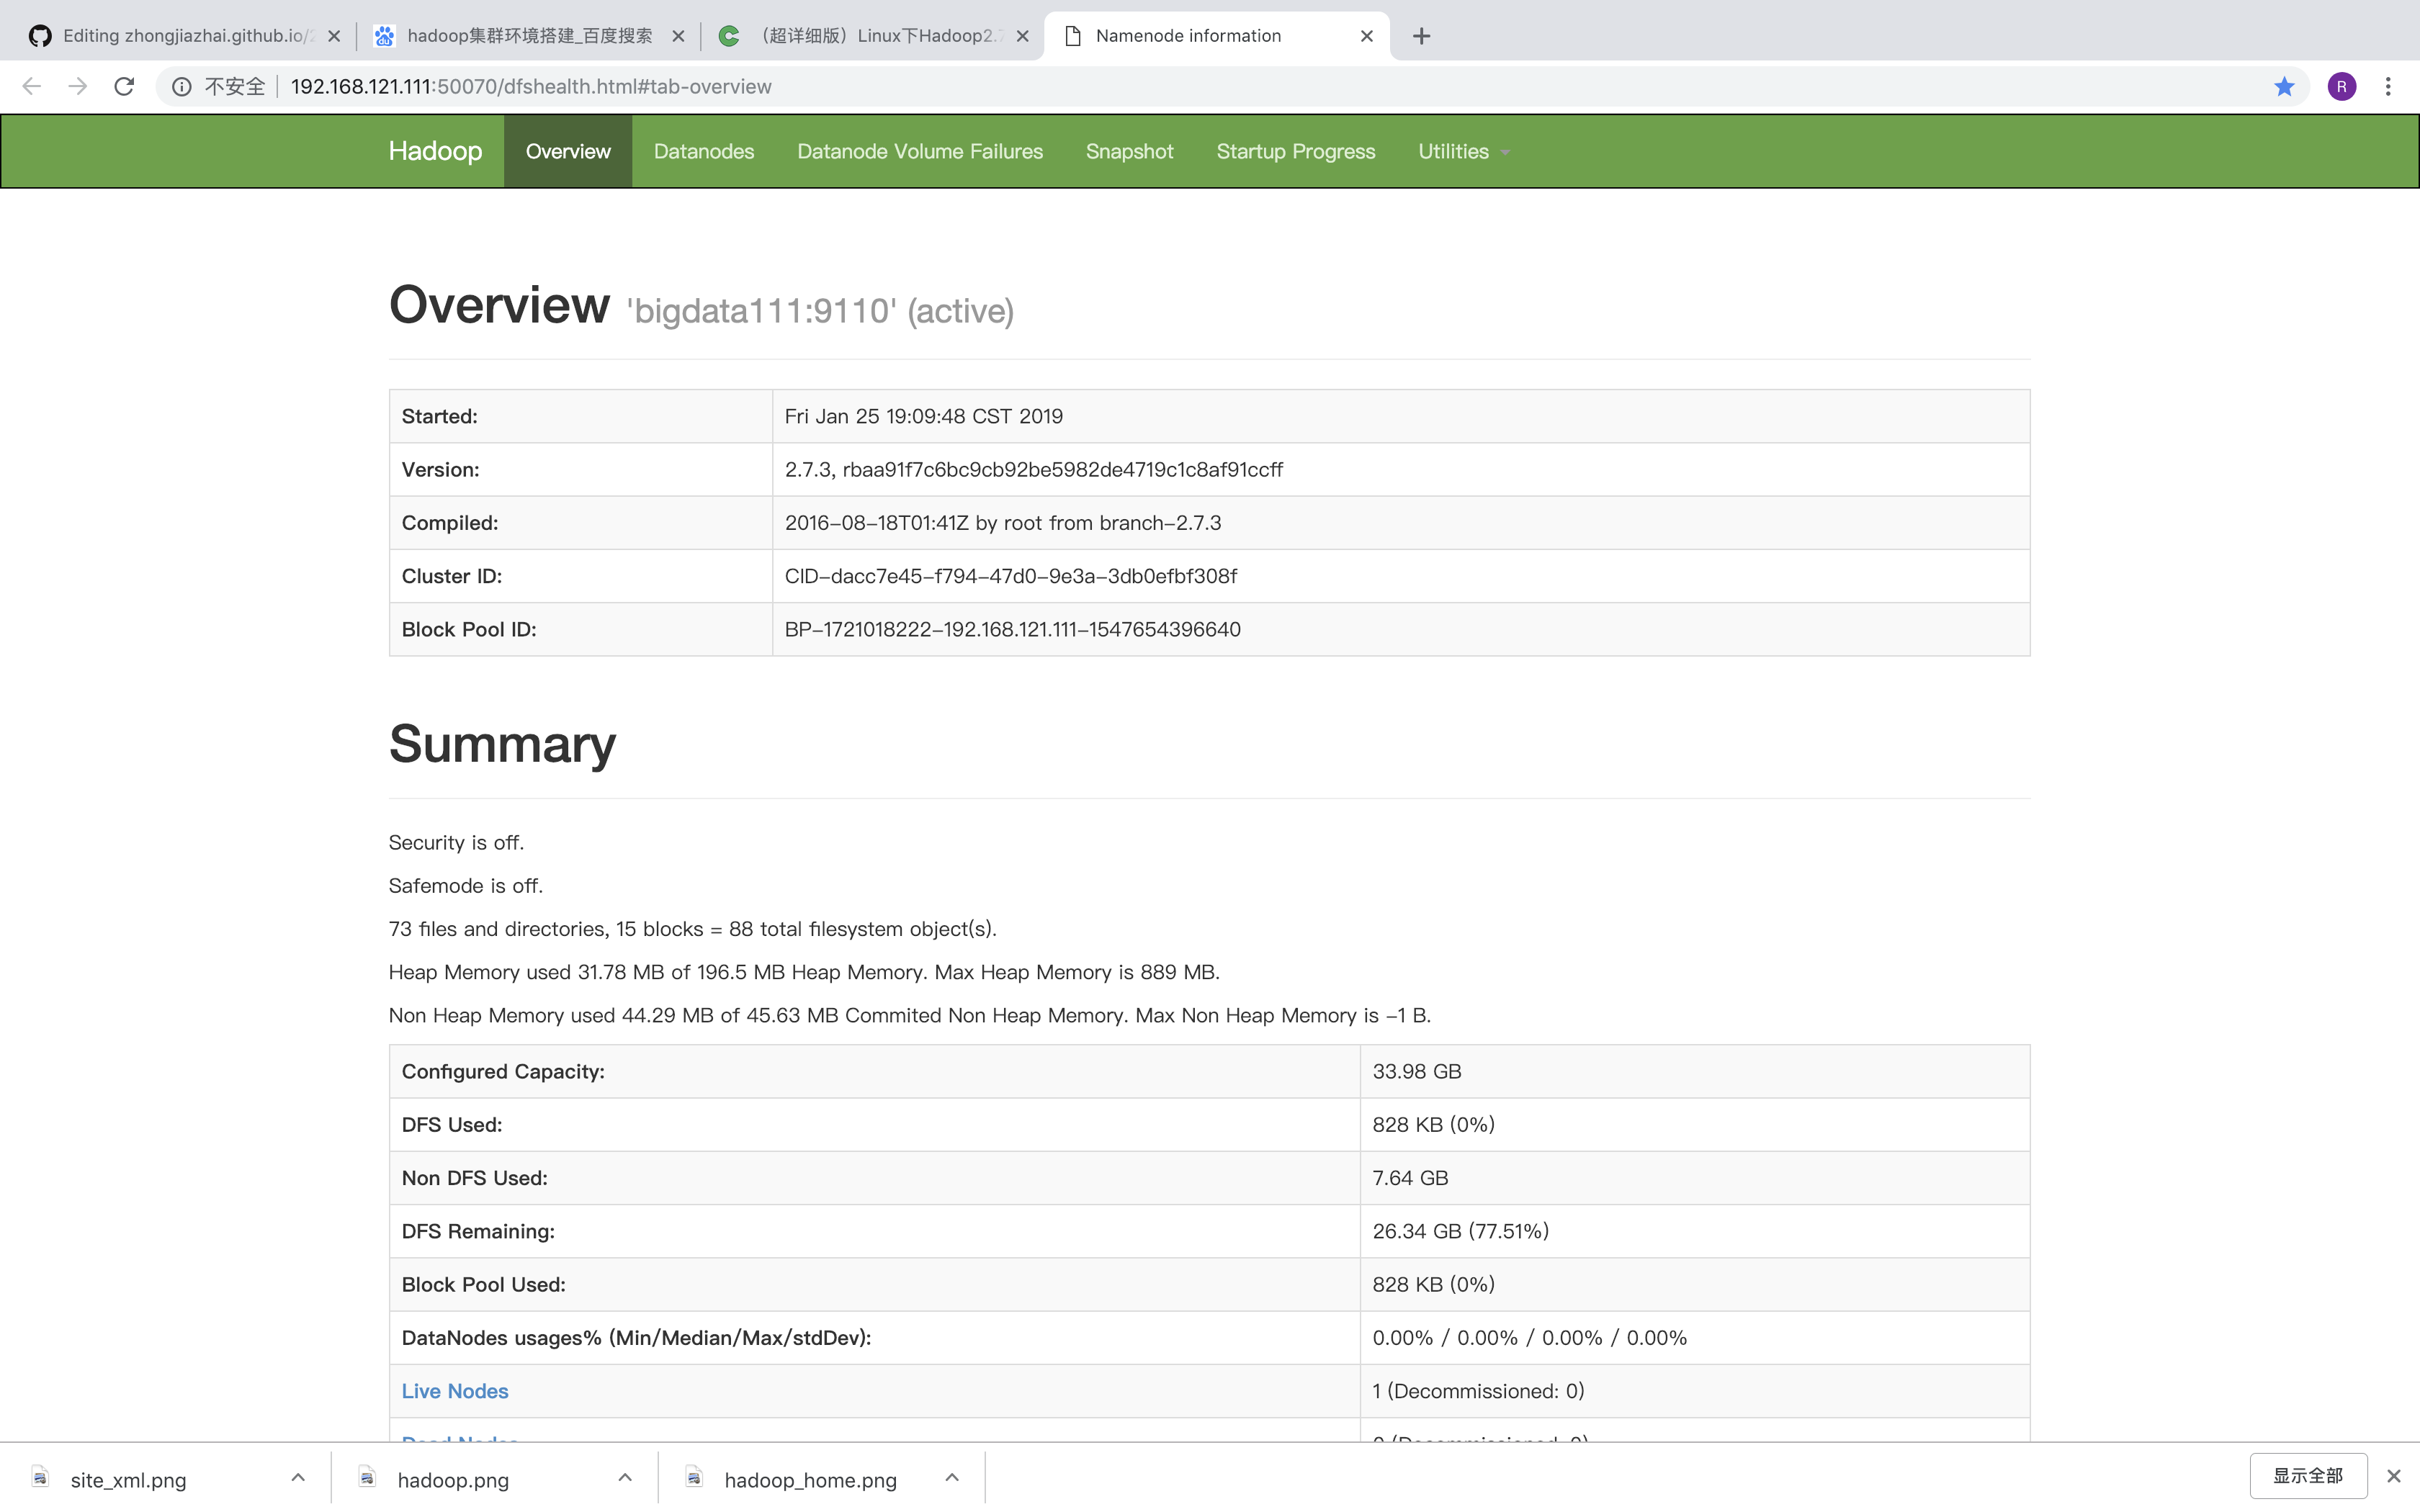 Editing zhongjiazhai.github.io/2
hadoop集群环境搭建_百度搜索
（超详细版）Linux下Hadoop2.7
Namenode information
不安全 192.168.121.111:50070/dfshealth.html#tab-overview
R
Hadoop Overview Datanodes Datanode Volume Failures Snapshot Startup Progress Utilities
Overview 'bigdata111:9110' (active)
Started: Fri Jan 25 19:09:48 CST 2019
Version: 2.7.3, rbaa91f7c6bc9cb92be5982de4719c1c8af91ccff
Compiled: 2016-08-18T01:41Z by root from branch-2.7.3
Cluster ID: CID-dacc7e45-f794-47d0-9e3a-3db0efbf308f
Block Pool ID: BP-1721018222-192.168.121.111-1547654396640
Summary
Security is off.
Safemode is off.
73 files and directories, 15 blocks = 88 total filesystem object(s).
Heap Memory used 31.78 MB of 196.5 MB Heap Memory. Max Heap Memory is 889 MB.
Non Heap Memory used 44.29 MB of 45.63 MB Commited Non Heap Memory. Max Non Heap Memory is -1 B.
Configured Capacity: 33.98 GB
DFS Used: 828 KB (0%)
Non DFS Used: 7.64 GB
DFS Remaining: 26.34 GB (77.51%)
Block Pool Used: 828 KB (0%)
DataNodes usages% (Min/Median/Max/stdDev): 0.00% / 0.00% / 0.00% / 0.00%
Live Nodes 1 (Decommissioned: 0)
Dead Nodes 0 (Decommissioned: 0)
site_xml.png hadoop.png hadoop_home.png 显示全部